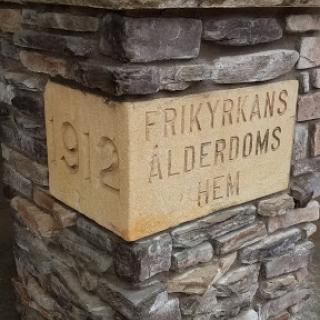 1912
FRIKYRKANS
ÅLDERDOMS
HEM